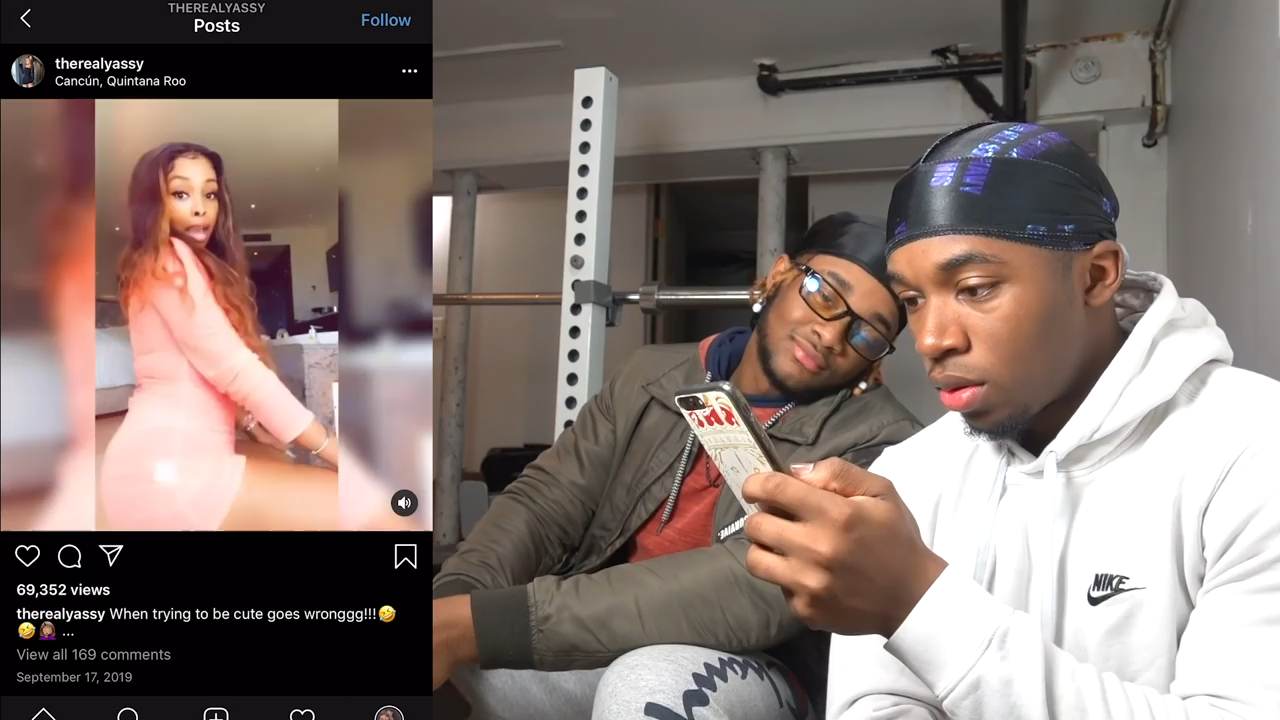 THEREALYASSY
Posts
Follow
therealyassy
Cancún, Quintana Roo
69,352 views
therealyassy When trying to be cute goes wronggg!!!🤣
🤣🤦🏽‍♀️ ...
View all 169 comments
September 17, 2019
NIKE